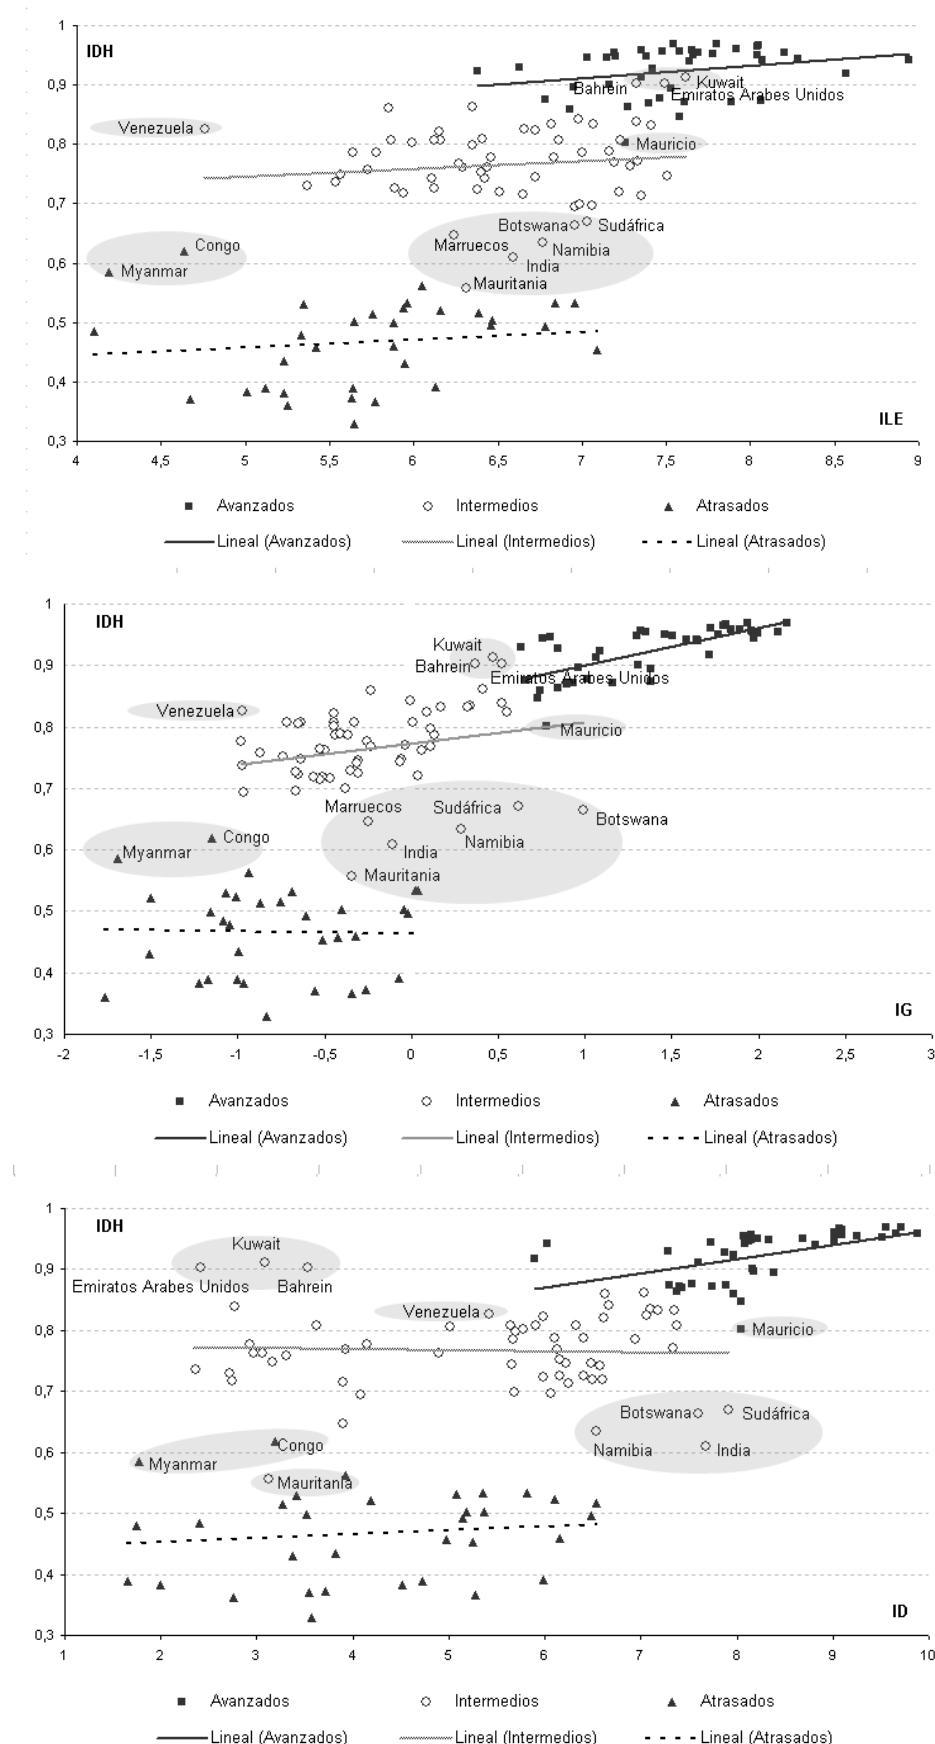 1
IDH
0,9
Bahrein
Kuwait
Emiratos Arabes Unidos
Venezuela
0,8
Mauricio
0,7
Botswana
Sudáfrica
Marruecos
Namibia
Congo
0,6
Myanmar
India
Mauritania
0,5
0,4
ILE
0,3
4 4,5 5 5,5 6 6,5 7 7,5 8 8,5 9
Avanzados Intermedios Atrasados
Lineal (Avanzados) Lineal (Intermedios) Lineal (Atrasados)
1
IDH
Kuwait
0,9
Bahrein
Emiratos Arabes Unidos
Venezuela
0,8
Mauricio
0,7
Marruecos
Sudáfrica
Botswana
Congo
Namibia
0,6
Myanmar
India
Mauritania
0,5
0,4
IG
0,3
-2 -1,5 -1 -0,5 0 0,5 1 1,5 2 2,5 3
Avanzados Intermedios Atrasados
Lineal (Avanzados) Lineal (Intermedios) Lineal (Atrasados)
1
IDH
Kuwait
0,9
Emiratos Arabes Unidos
Bahrein
Venezuela
0,8
Mauricio
0,7
Botswana
Sudáfrica
Congo
Namibia
India
0,6
Myanmar
Mauritania
0,5
0,4
ID
0,3
1 2 3 4 5 6 7 8 9 10
Avanzados Intermedios Atrasados
Lineal (Avanzados) Lineal (Intermedios) Lineal (Atrasados)